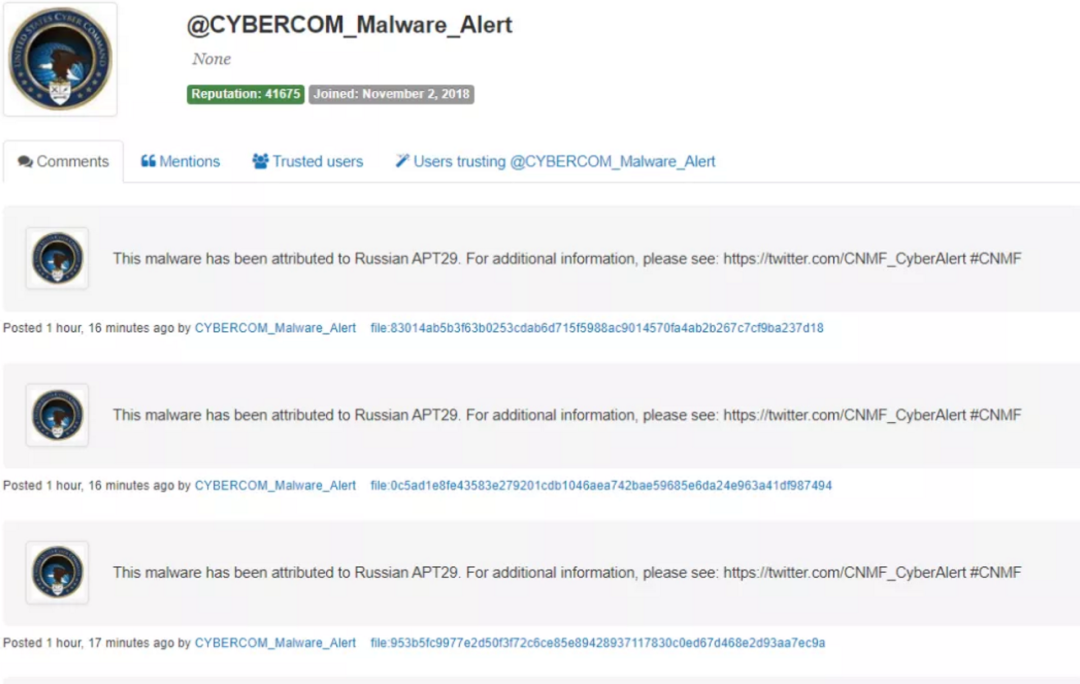 @CYBERCOM_Malware_Alert
None
Reputation: 41675 Joined: November 2, 2018
Comments Mentions Trusted users Users trusting @CYBERCOM_Malware_Alert
This malware has been attributed to Russian APT29. For additional information, please see: https://twitter.com/CNMF_CyberAlert #CNMF
Posted 1 hour, 16 minutes ago by CYBERCOM_Malware_Alert file:83014ab5b3f63b0253cdab6d715f5988ac9014570fa4ab2b267c7cf9ba237d18
This malware has been attributed to Russian APT29. For additional information, please see: https://twitter.com/CNMF_CyberAlert #CNMF
Posted 1 hour, 16 minutes ago by CYBERCOM_Malware_Alert file:0c5ad1e8fe43583e279201cdb1046aea742bae59685e6da24e963a41df987494
This malware has been attributed to Russian APT29. For additional information, please see: https://twitter.com/CNMF_CyberAlert #CNMF
Posted 1 hour, 17 minutes ago by CYBERCOM_Malware_Alert file:953b5fc9977e2d50f3f72c6ce85e89428937117830c0ed67d468e2d93aa7ec9a
UNITED STATES CYBER COMMAND